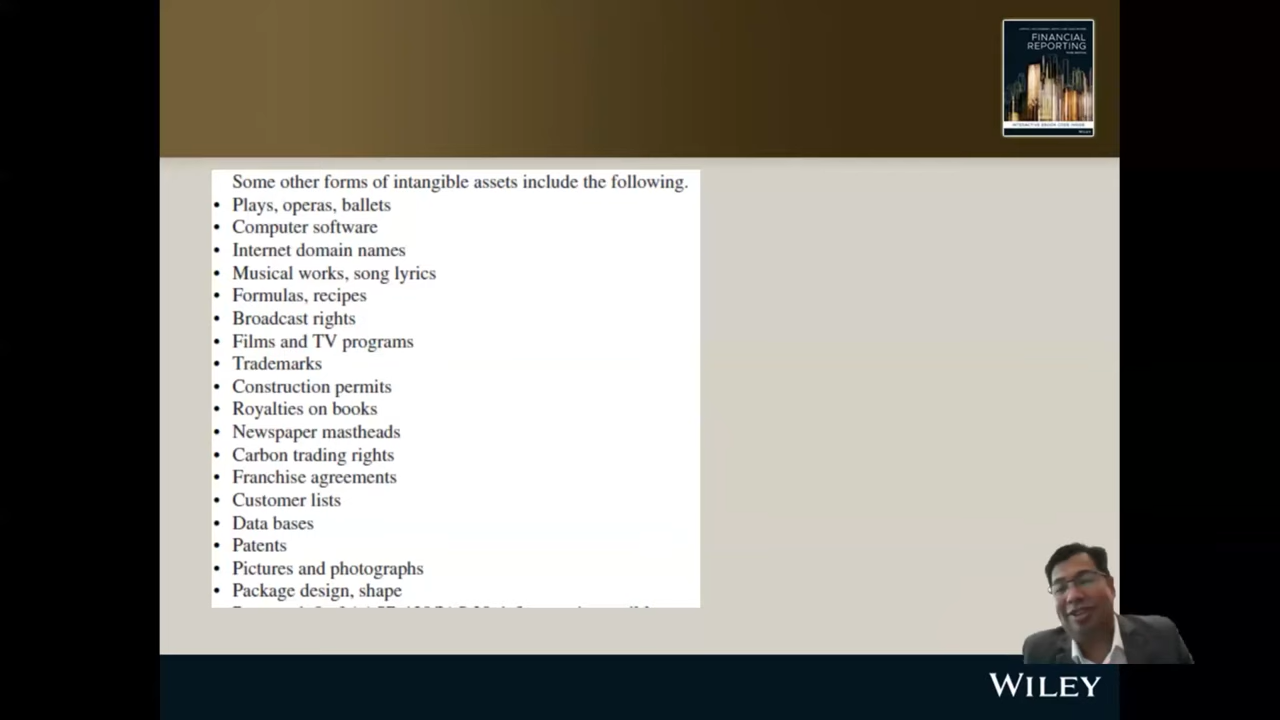 FINANCIAL
REPORTING
Some other forms of intangible assets include the following.
• Plays, operas, ballets
• Computer software
• Internet domain names
• Musical works, song lyrics
• Formulas, recipes
• Broadcast rights
• Films and TV programs
• Trademarks
• Construction permits
• Royalties on books
• Newspaper mastheads
• Carbon trading rights
• Franchise agreements
• Customer lists
• Data bases
• Patents
• Pictures and photographs
• Package design, shape
WILEY